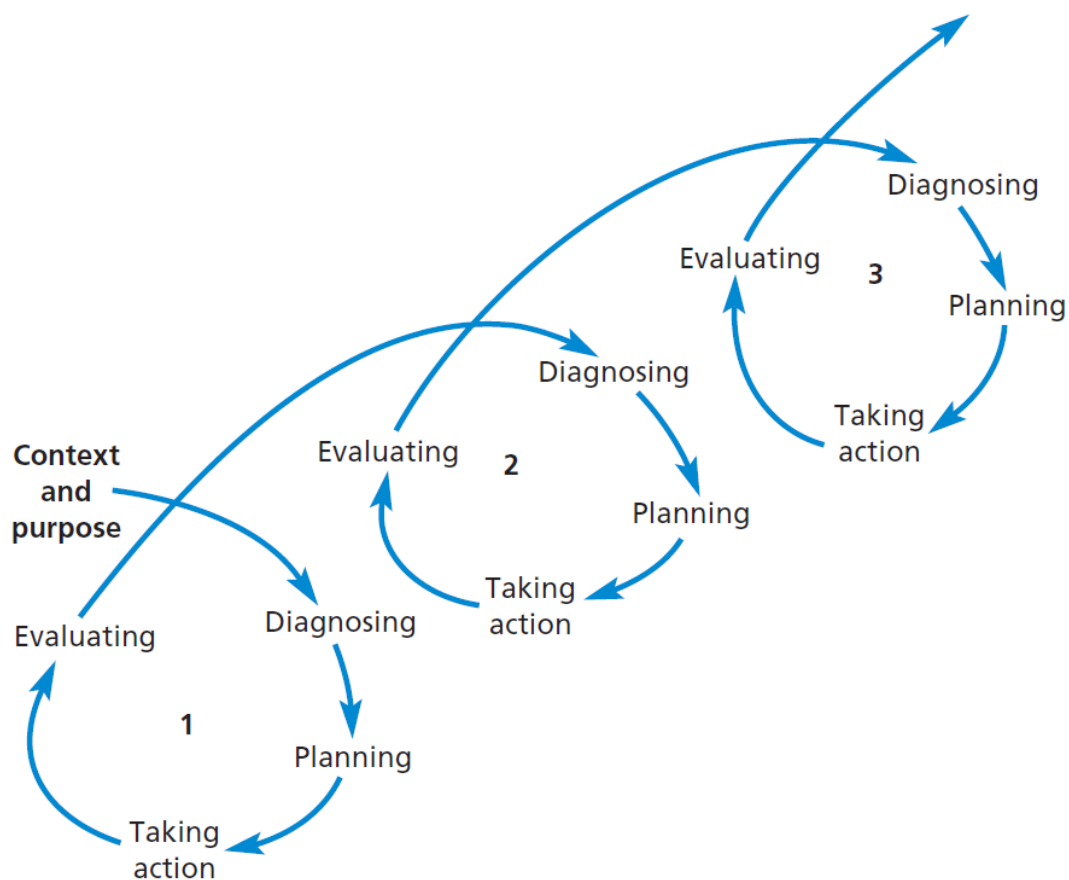 Context
and
purpose
Diagnosing
Planning
Taking
action
Evaluating
1
Diagnosing
Planning
Taking
action
Evaluating
2
Diagnosing
Planning
Taking
action
Evaluating
3